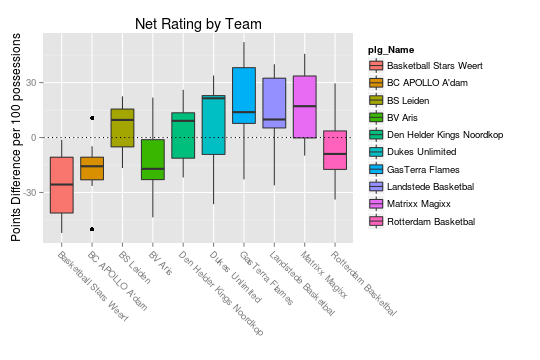 Net Rating by Team
Points Difference per 100 possessions
30
0
-30
Basketball Stars Weert
BC APOLLO A'dam
BS Leiden
BV Aris
Den Helder Kings Noordkop
Dukes Unlimited
GasTerra Flames
Landstede Basketbal
Matrixx Magixx
Rotterdam Basketbal
plg_Name
Basketball Stars Weert
BC APOLLO A'dam
BS Leiden
BV Aris
Den Helder Kings Noordkop
Dukes Unlimited
GasTerra Flames
Landstede Basketbal
Matrixx Magixx
Rotterdam Basketbal